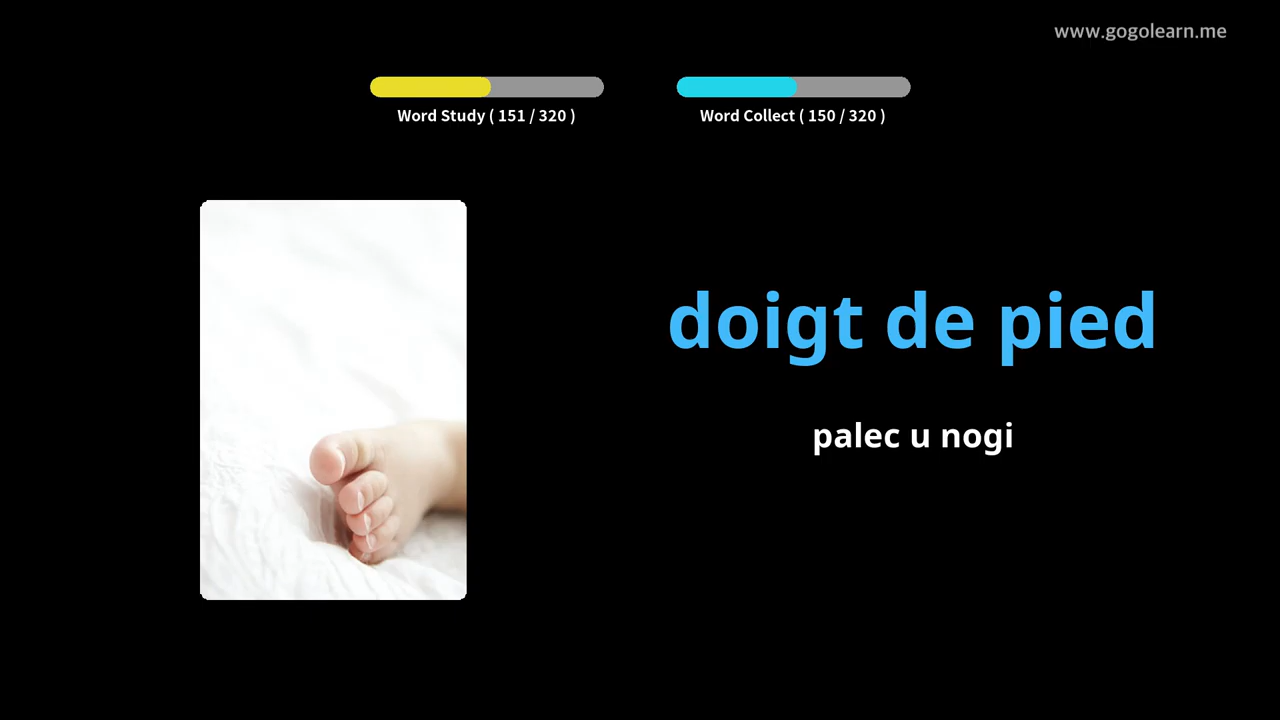 www.gogolearn.me
Word Study ( 151 / 320 )
Word Collect ( 150 / 320 )
doigt de pied
palec u nogi